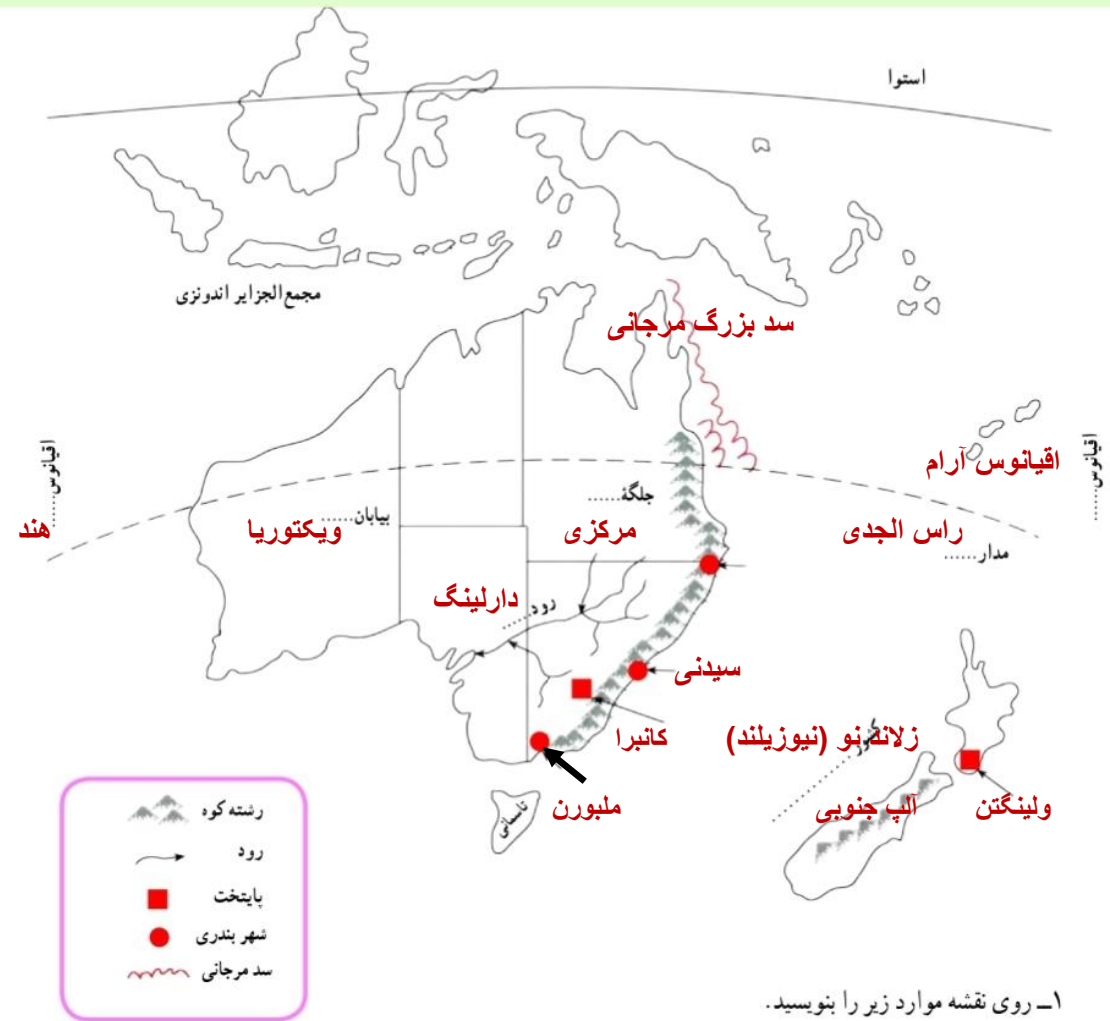 استوا
مجمع‌الجزایر اندونزی
سد بزرگ مرجانی
اقیانوس......
اقیانوس......
اقیانوس آرام
جلگهٔ......
بیابان......
هند
ویکتوریا
مرکزی
راس الجدی
مدار......
دارلینگ
رود......
سیدنی
کانبرا
زلاندنو (نیوزیلند)
کشور..........
ملبورن
تاسمانی
آلپ جنوبی
ولینگتن
رشته کوه
رود
پایتخت
شهر بندری
سد مرجانی
۱ــ روی نقشه موارد زیر را بنویسید.